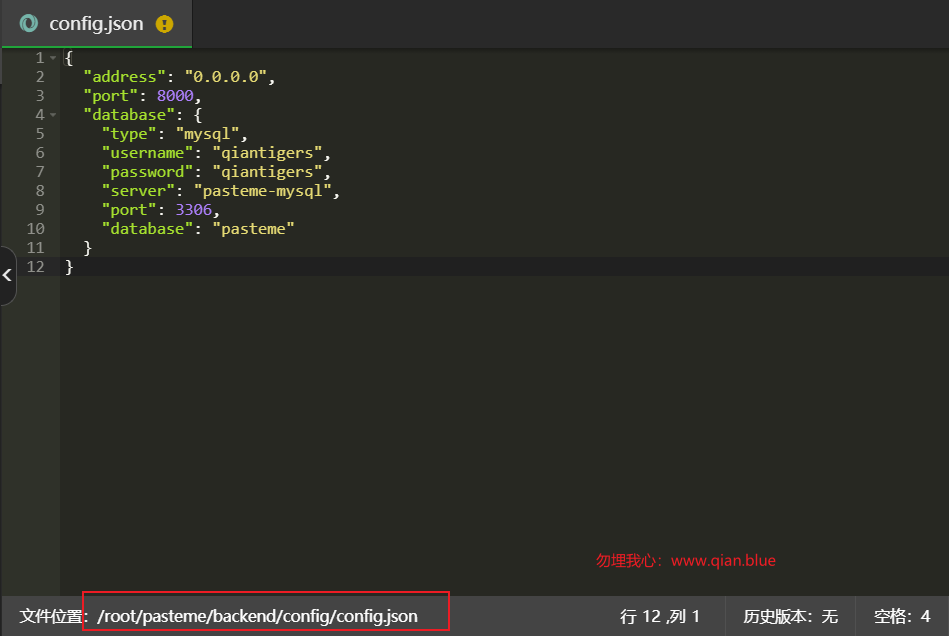 config.json
1 {
2 "address": "0.0.0.0",
3 "port": 8000,
4 "database": {
5 "type": "mysql",
6 "username": "qiantigers",
7 "password": "qiantigers",
8 "server": "pasteme-mysql",
9 "port": 3306,
10 "database": "pasteme"
11 }
12 }
勿埋我心：www.qian.blue
文件位置：/root/pasteme/backend/config/config.json 行 12 ,列 1 历史版本：无 空格：4